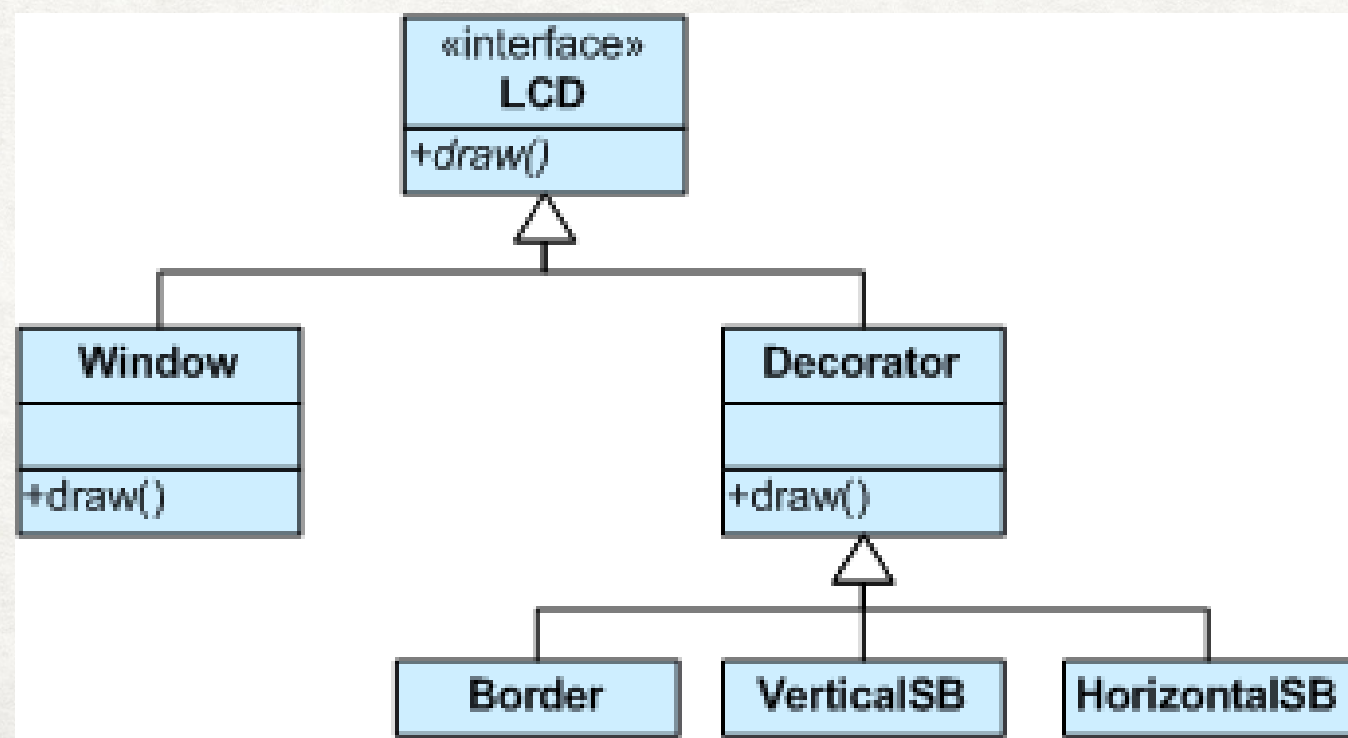 «interface»
LCD
+draw()
Window
Decorator
+draw()
+draw()
Border
VerticalSB
HorizontalSB